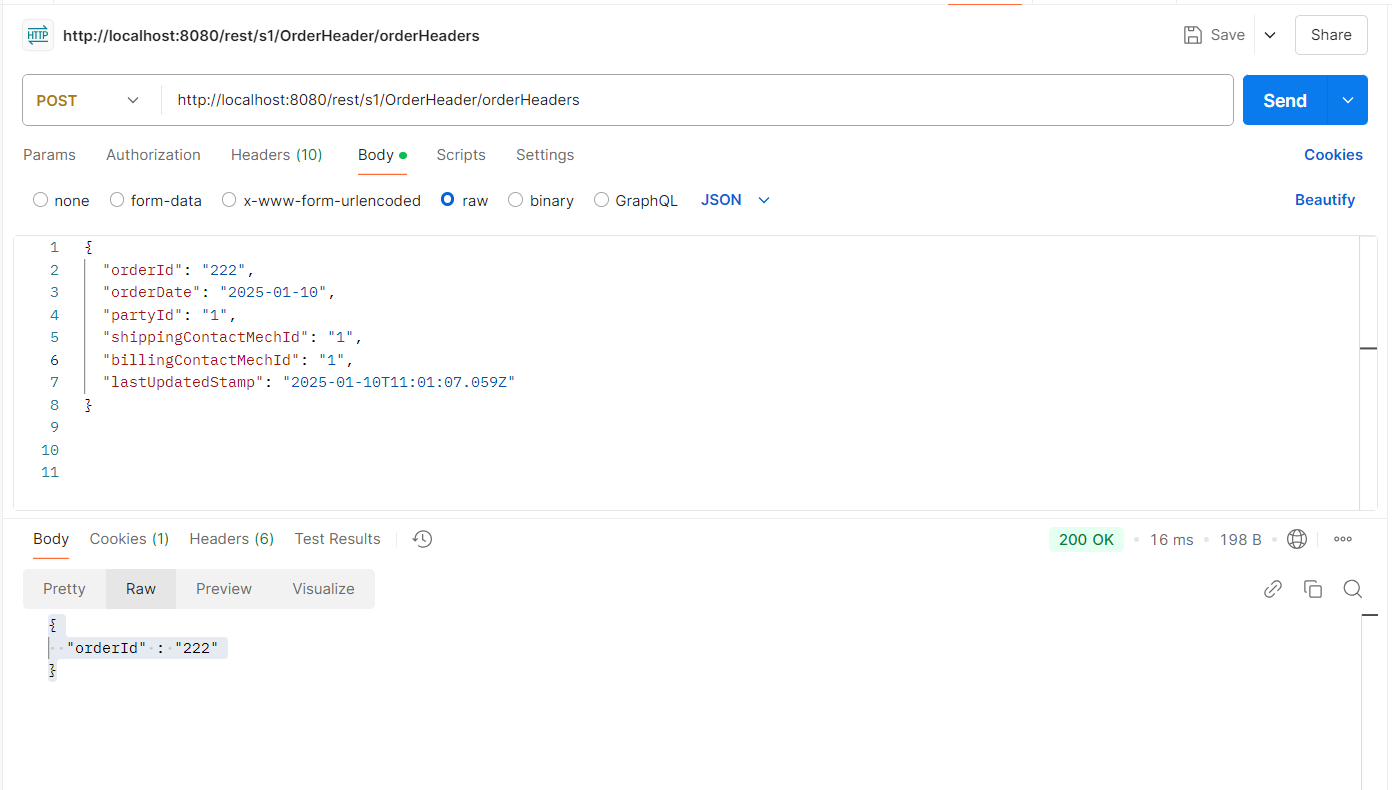 HTTP http://localhost:8080/rest/s1/OrderHeader/orderHeaders Save Share
POST http://localhost:8080/rest/s1/OrderHeader/orderHeaders Send
Params Authorization Headers (10) Body Scripts Settings Cookies
none form-data x-www-form-urlencoded raw binary GraphQL JSON Beautify
1 {
2 "orderId": "222",
3 "orderDate": "2025-01-10",
4 "partyId": "1",
5 "shippingContactMechId": "1",
6 "billingContactMechId": "1",
7 "lastUpdatedStamp": "2025-01-10T11:01:07.059Z"
8 }
9
10
11
Body Cookies (1) Headers (6) Test Results 200 OK 16 ms 198 B
Pretty Raw Preview Visualize
{
"orderId" : "222"
}